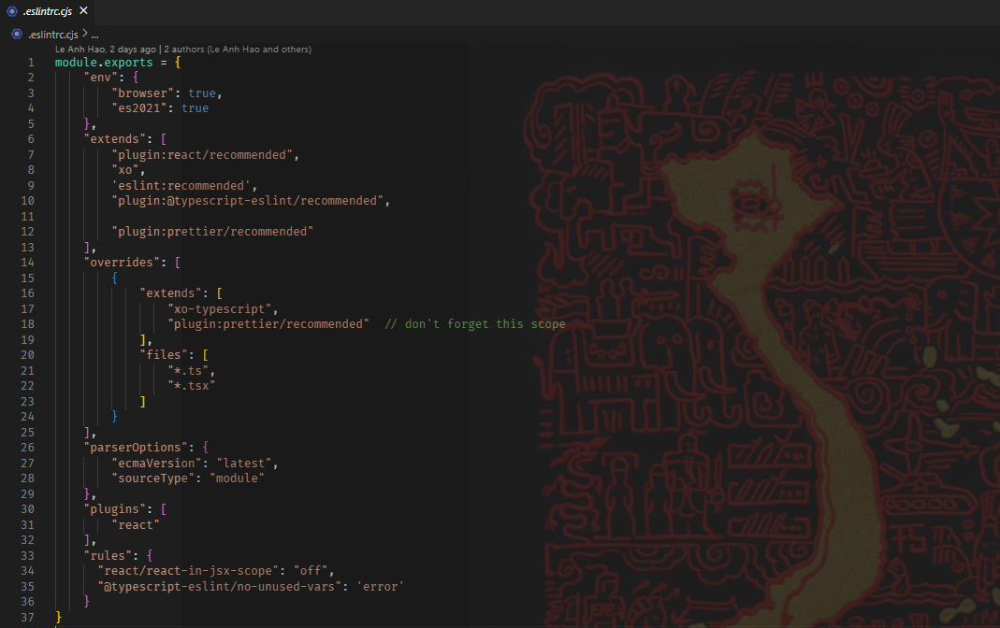 .eslintrc.cjs
.eslintrc.cjs > ...
Le Anh Hao, 2 days ago | 2 authors (Le Anh Hao and others)
1 module.exports = {
2 "env": {
3 "browser": true,
4 "es2021": true
5 },
6 "extends": [
7 "plugin:react/recommended",
8 "xo",
9 'eslint:recommended',
10 "plugin:@typescript-eslint/recommended",
11
12 "plugin:prettier/recommended"
13 ],
14 "overrides": [
15 {
16 "extends": [
17 "xo-typescript",
18 "plugin:prettier/recommended" // don't forget this scope
19 ],
20 "files": [
21 "*.ts",
22 "*.tsx"
23 ]
24 }
25 ],
26 "parserOptions": {
27 "ecmaVersion": "latest",
28 "sourceType": "module"
29 },
30 "plugins": [
31 "react"
32 ],
33 "rules": {
34 "react/react-in-jsx-scope": "off",
35 "@typescript-eslint/no-unused-vars": 'error'
36 }
37 }